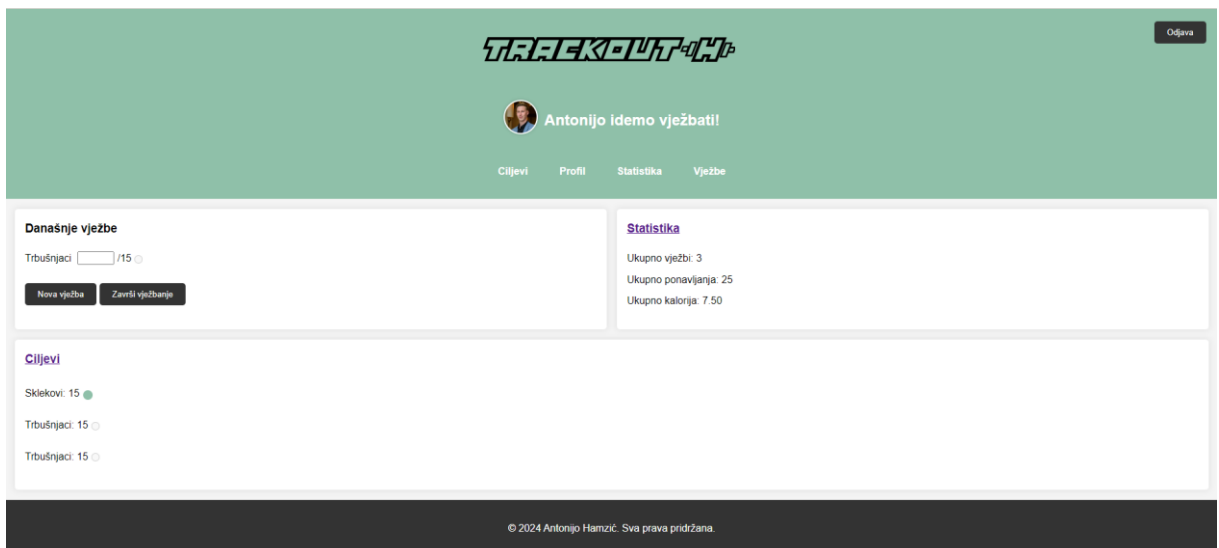 TRACKOUT-H
Odjava
Antonijo idemo vježbati!
Ciljevi Profil Statistika Vježbe
Današnje vježbe
Trbušnjaci /15
Nova vježba Završi vježbanje
Statistika
Ukupno vježbi: 3
Ukupno ponavljanja: 25
Ukupno kalorija: 7.50
Ciljevi
Sklekovi: 15
Trbušnjaci: 15
Trbušnjaci: 15
© 2024 Antonijo Hamzić. Sva prava pridržana.